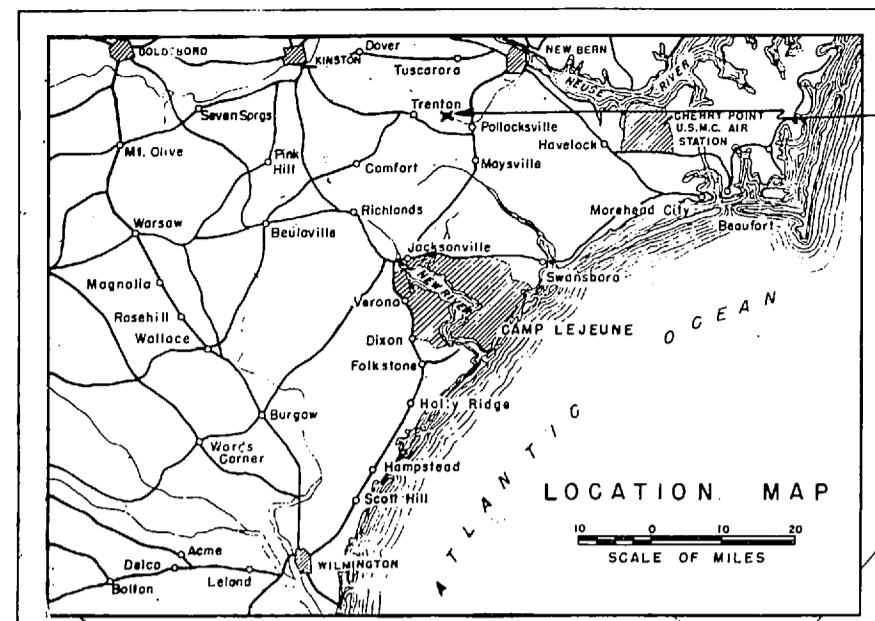 GOLDSBORO
KINSTON
Dover
Tuscarora
NEW BERN
NEUSE RIVER
Trenton
Seven Sprgs
Pollocksville
CHERRY POINT
U.S.M.C. AIR
STATION
Havelock
Mt. Olive
Pink
Hill
Comfort
Maysville
Richlands
Morehead City
Beaufort
Warsaw
Beulaville
Jacksonville
Swansboro
NEW RIVER
Magnolia
Verona
CAMP LEJEUNE
Rosehill
Wallace
Dixon
Folkstone
ATLANTIC OCEAN
Holly Ridge
Burgaw
Ward's
Corner
Hampstead
Scott Hill
LOCATION MAP
10 0 10 20
SCALE OF MILES
Acme
Delco
Leland
WILMINGTON
Bolton